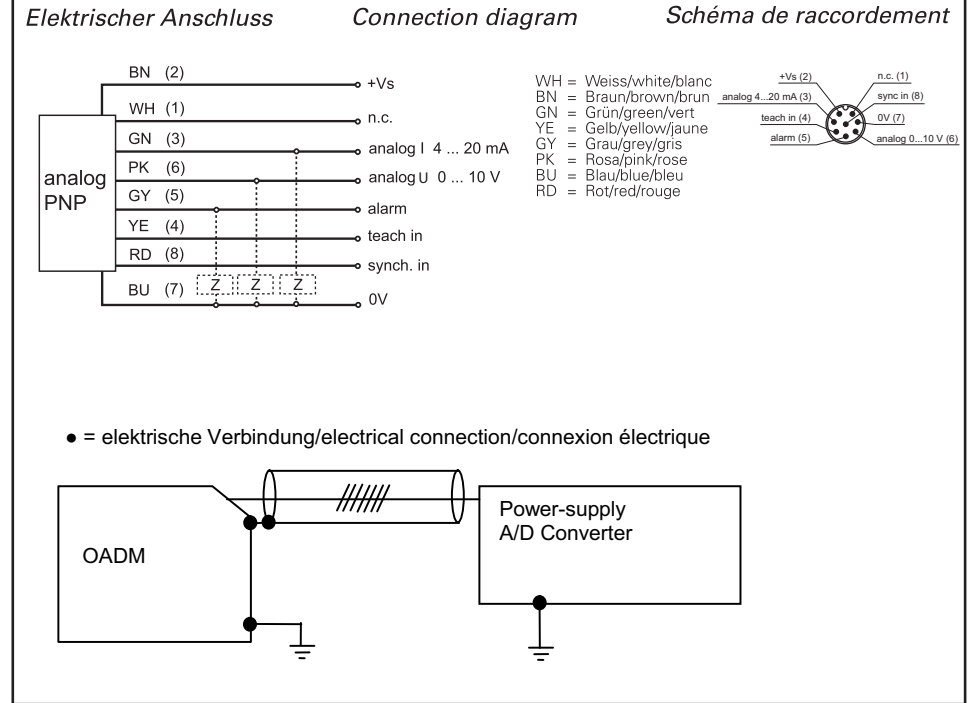 Elektrischer Anschluss Connection diagram Schéma de raccordement
BN (2)
+Vs
WH (1)
n.c.
GN (3)
analog I 4 ... 20 mA
PK (6)
analog U 0 ... 10 V
GY (5)
alarm
YE (4)
teach in
RD (8)
synch. in
BU (7)
0V
analog
PNP
Z Z Z
WH = Weiss/white/blanc
BN = Braun/brown/brun
GN = Grün/green/vert
YE = Gelb/yellow/jaune
GY = Grau/grey/gris
PK = Rosa/pink/rose
BU = Blau/blue/bleu
RD = Rot/red/rouge
+Vs (2)
analog 4...20 mA (3)
teach in (4)
alarm (5)
n.c. (1)
sync in (8)
0V (7)
analog 0...10 V (6)
● = elektrische Verbindung/electrical connection/connexion électrique
OADM
Power-supply
A/D Converter